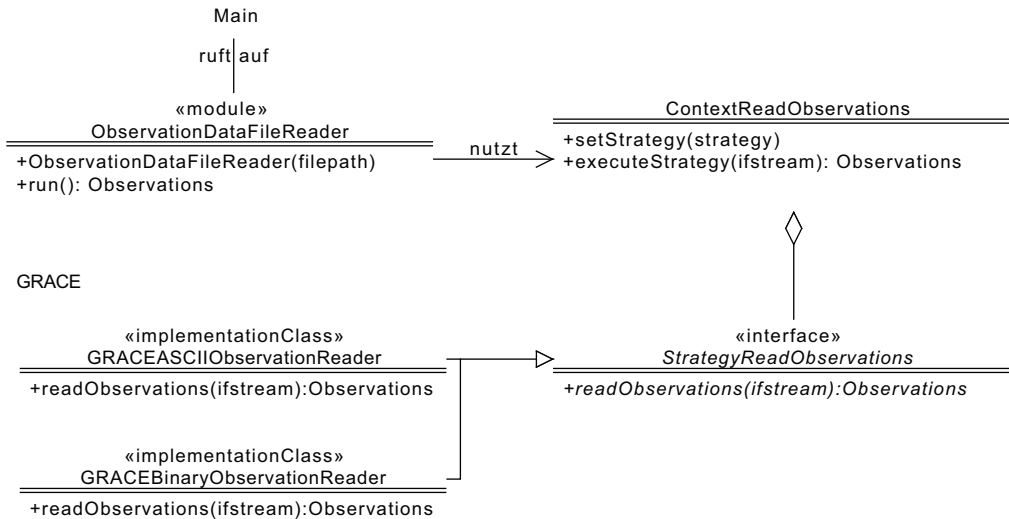 Main
ruft auf
«module»
ObservationDataFileReader
+ObservationDataFileReader(filepath)
+run(): Observations
nutzt
ContextReadObservations
+setStrategy(strategy)
+executeStrategy(ifstream): Observations
GRACE
«implementationClass»
GRACEASCIIObservationReader
+readObservations(ifstream):Observations
«interface»
StrategyReadObservations
+readObservations(ifstream):Observations
«implementationClass»
GRACEBinaryObservationReader
+readObservations(ifstream):Observations